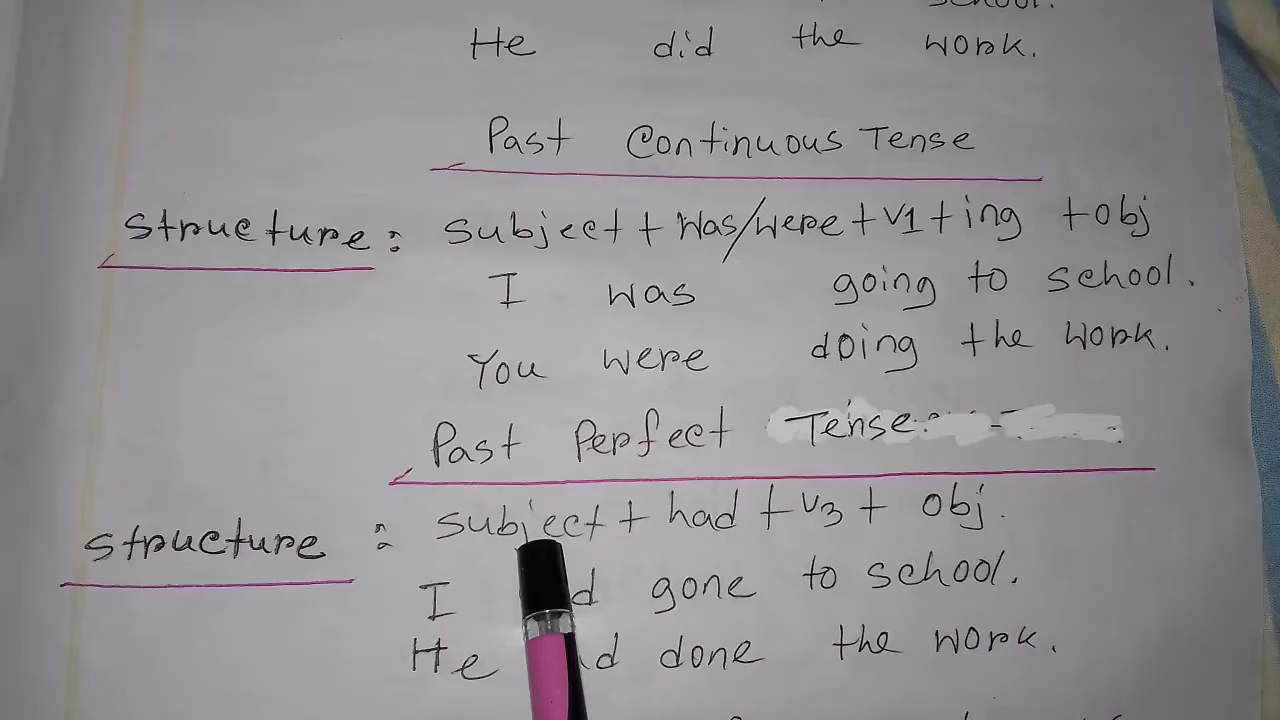 He did the work.
Past Continuous Tense
structure: subject + was/were + v1 + ing + obj
I was going to school.
You were doing the work.
Past Perfect Tense
structure : subject + had + v3 + obj.
I gone to school.
He done the work.